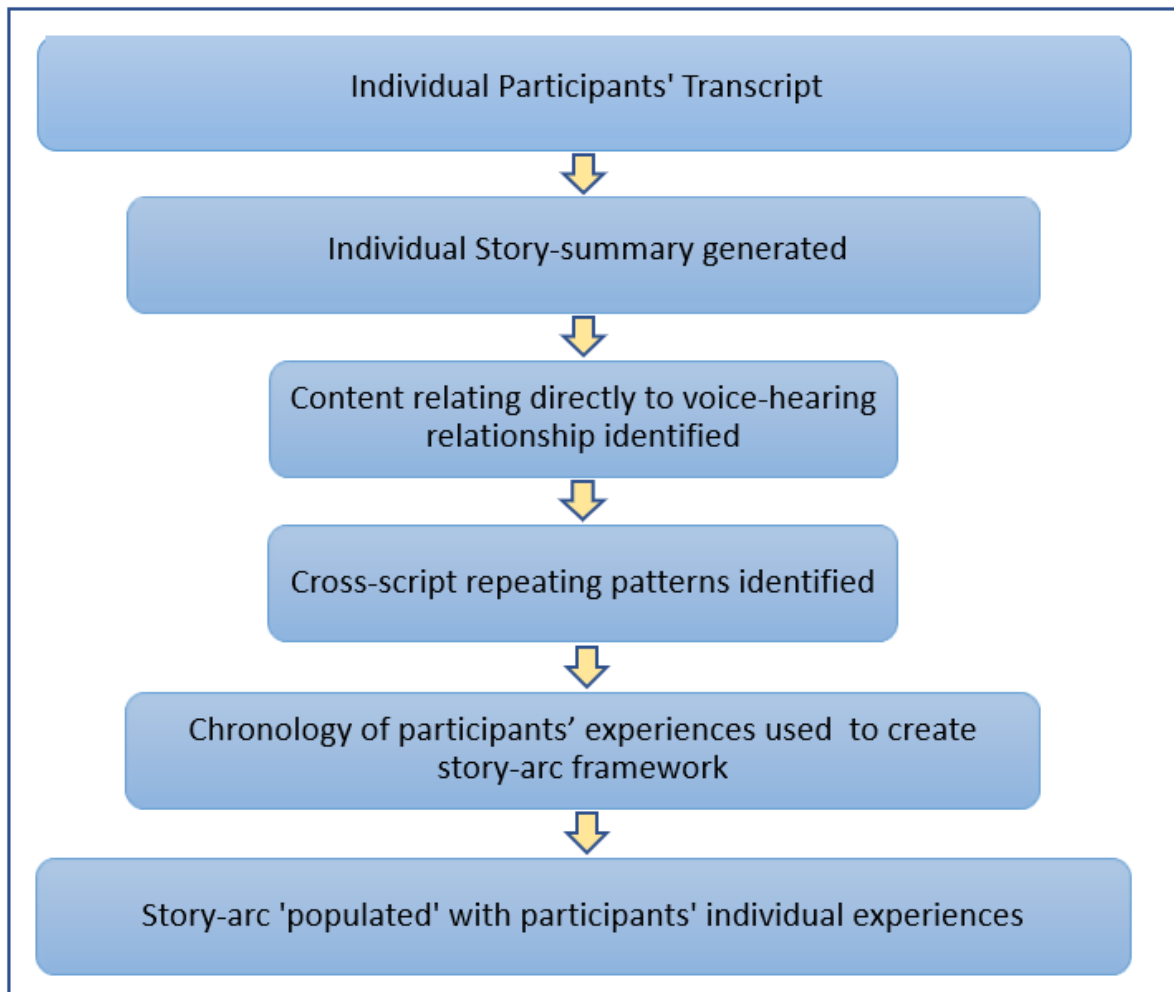 Individual Participants' Transcript
Individual Story-summary generated
Content relating directly to voice-hearing
relationship identified
Cross-script repeating patterns identified
Chronology of participants’ experiences used  to create
story-arc framework
Story-arc 'populated' with participants' individual experiences